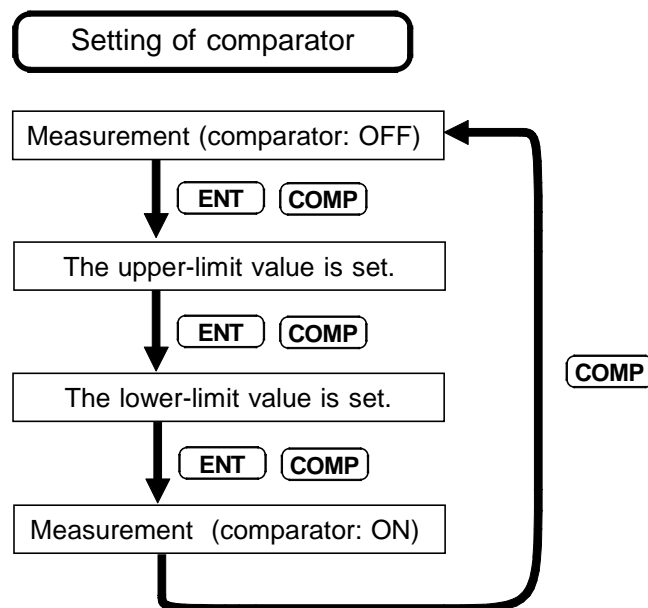 Setting of comparator
Measurement (comparator: OFF)
ENT COMP
The upper-limit value is set.
ENT COMP
COMP
The lower-limit value is set.
ENT COMP
Measurement (comparator: ON)